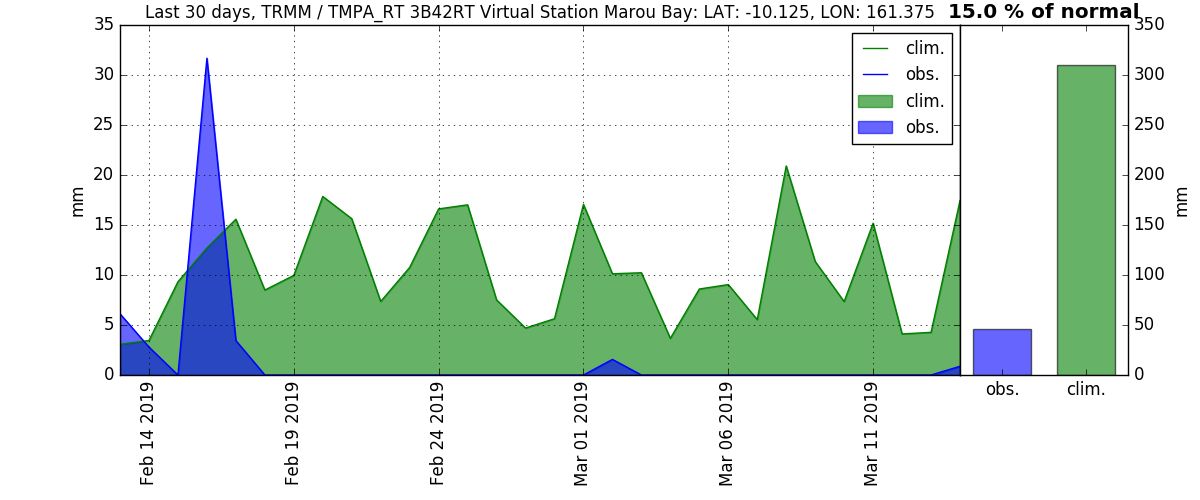 Last 30 days, TRMM / TMPA_RT 3B42RT Virtual Station Marou Bay: LAT: -10.125, LON: 161.375
15.0 % of normal
35
30
25
20
15
10
5
0
mm
clim.
obs.
clim.
obs.
350
300
250
200
150
100
50
0
mm
Feb 14 2019
Feb 19 2019
Feb 24 2019
Mar 01 2019
Mar 06 2019
Mar 11 2019
obs.
clim.